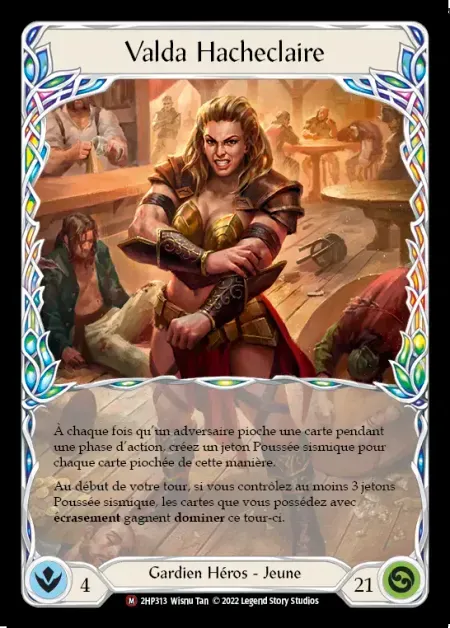 Valda Hacheclaire
À chaque fois qu'un adversaire pioche une carte pendant
une phase d'action, créez un jeton Poussée sismique pour
chaque carte piochée de cette manière.
Au début de votre tour, si vous contrôlez au moins 3 jetons
Poussée sismique, les cartes que vous possédez avec
écrasement gagnent dominer ce tour-ci.
4
Gardien Héros - Jeune
21
M 2HP313 Wisnu Tan © 2022 Legend Story Studios